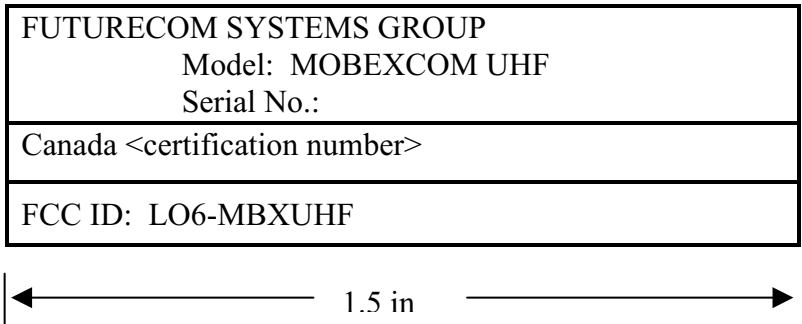 FUTURECOM SYSTEMS GROUP
Model: MOBEXCOM UHF
Serial No.:
Canada <certification number>
FCC ID: LO6-MBXUHF
1.5 in